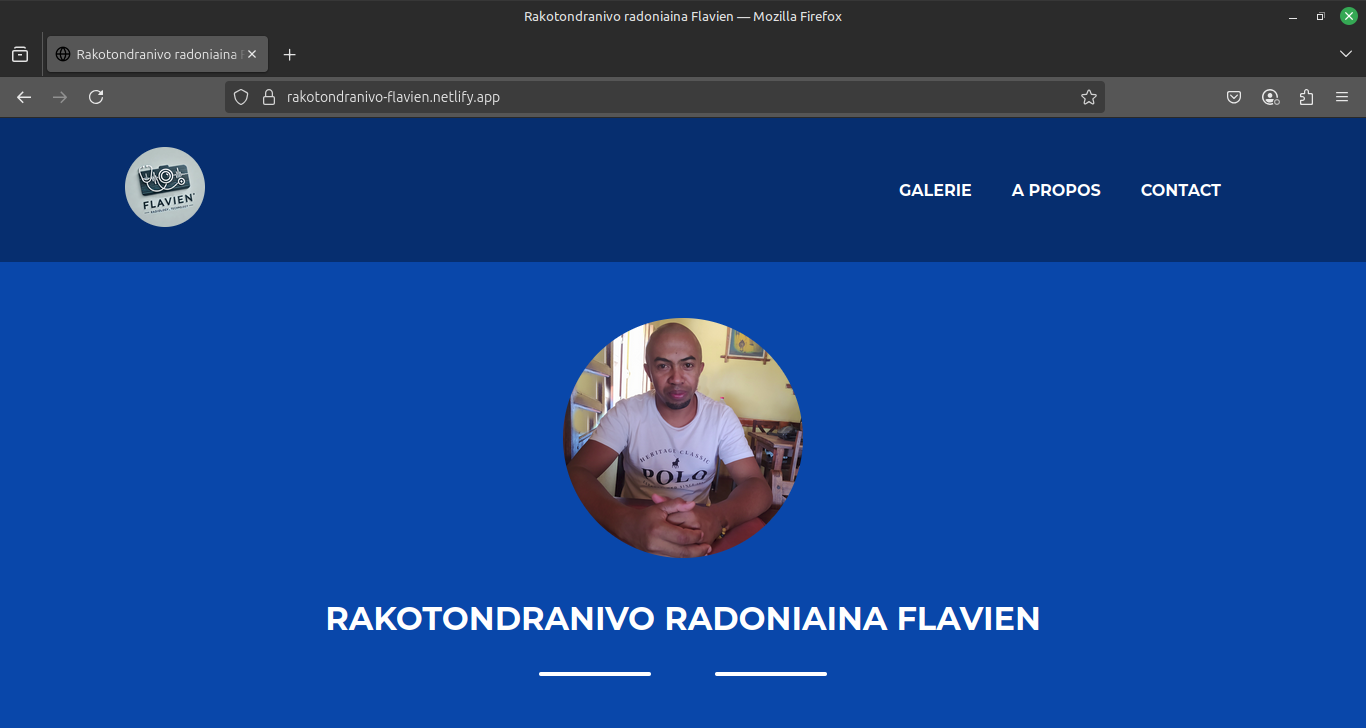 Rakotondranivo radoniaina Flavien — Mozilla Firefox
Rakotondranivo radoniaina
rakotondranivo-flavien.netlify.app
FLAVIEN
GALERIE
A PROPOS
CONTACT
HERITAGE CLASSIC
POLO
RAKOTONDRANIVO RADONIAINA FLAVIEN